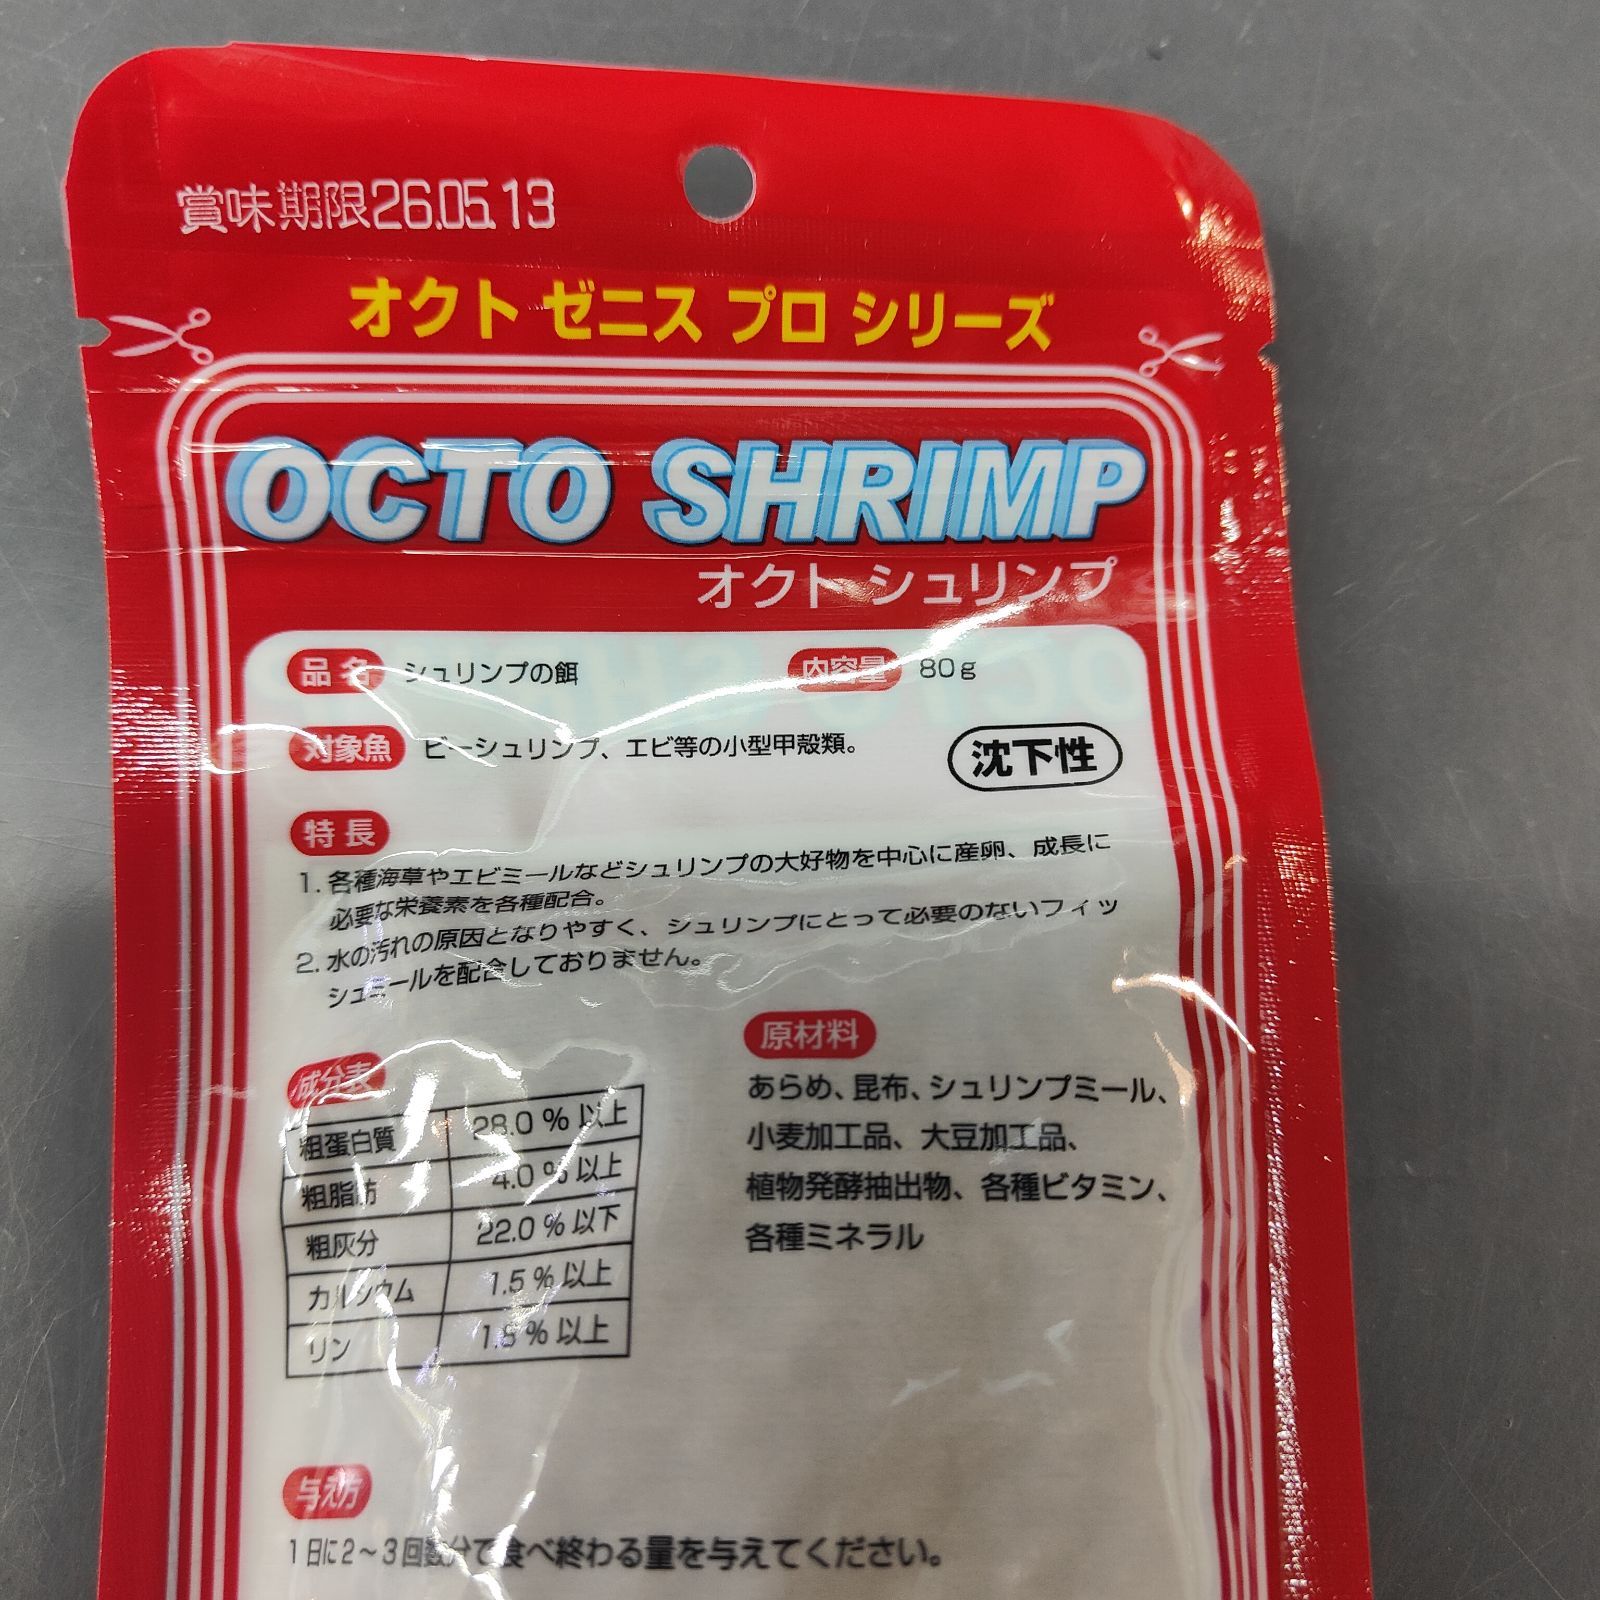 賞味期限26.05.13
オクト ゼニス プロ シリーズ
OCTO SHRIMP
オクト シュリンプ
品名 シュリンプの餌 内容量 80g
対象魚 ビーシュリンプ、エビ等の小型甲殻類。
沈下性
特長
1. 各種海草やエビミールなどシュリンプの大好物を中心に産卵、成長に
必要な栄養素を各種配合。
2. 水の汚れの原因となりやすく、シュリンプにとって必要のないフィッ
シュミールを配合しておりません。
成分表
粗蛋白質 28.0%以上
粗脂肪 4.0%以上
粗灰分 22.0%以下
カルシウム 1.5%以上
リン 1.5%以上
原材料
あらめ、昆布、シュリンプミール、
小麦加工品、大豆加工品、
植物発酵抽出物、各種ビタミン、
各種ミネラル
与え方
1日に2～3回数分で食べ終わる量を与えてください。